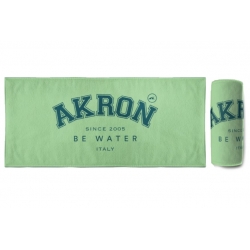 AKRON
SINCE 2005
BE WATER
ITALY